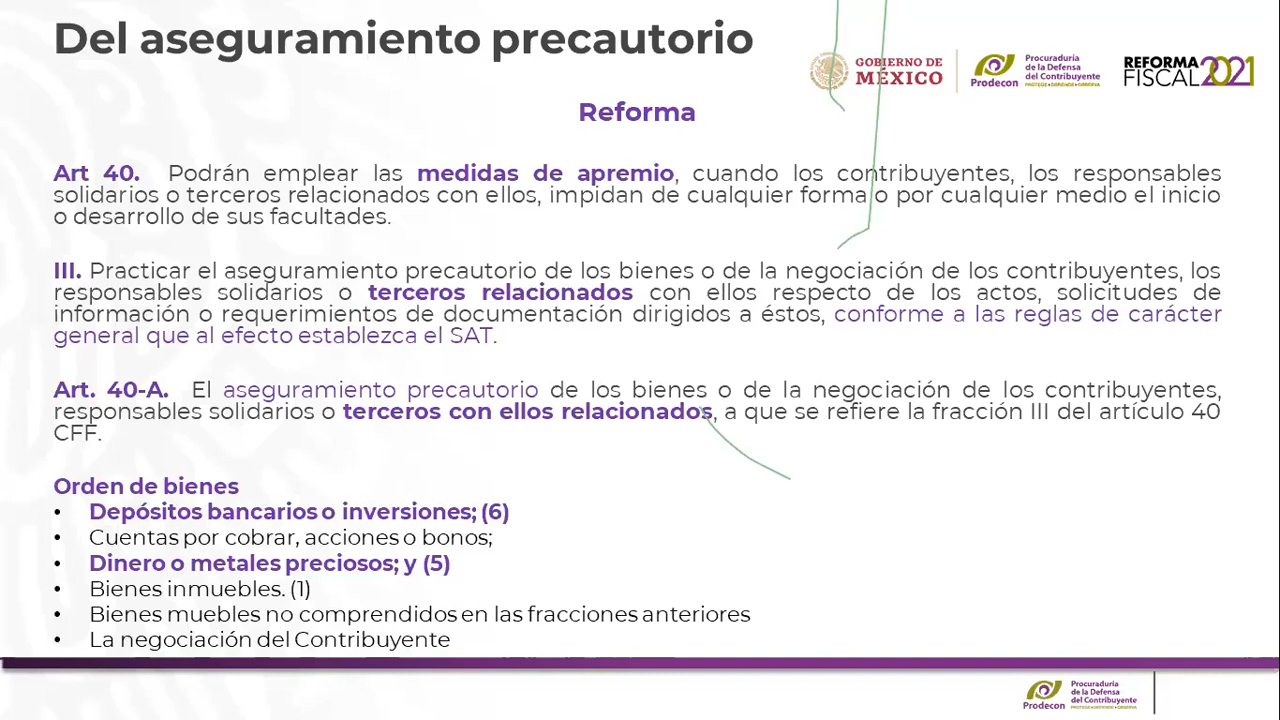 Del aseguramiento precautorio
GOBIERNO DE
MÉXICO
Prodecon
Procuraduría
de la Defensa
del Contribuyente
PROTEGE • DEFIENDE • OBSERVA
REFORMA
FISCAL 2021
Reforma
Art 40. Podrán emplear las medidas de apremio, cuando los contribuyentes, los responsables
solidarios o terceros relacionados con ellos, impidan de cualquier forma o por cualquier medio el inicio
o desarrollo de sus facultades.
III. Practicar el aseguramiento precautorio de los bienes o de la negociación de los contribuyentes, los
responsables solidarios o terceros relacionados con ellos respecto de los actos, solicitudes de
información o requerimientos de documentación dirigidos a éstos, conforme a las reglas de carácter
general que al efecto establezca el SAT.
Art. 40-A. El aseguramiento precautorio de los bienes o de la negociación de los contribuyentes,
responsables solidarios o terceros con ellos relacionados, a que se refiere la fracción III del artículo 40
CFF.
Orden de bienes
• Depósitos bancarios o inversiones; (6)
• Cuentas por cobrar, acciones o bonos;
• Dinero o metales preciosos; y (5)
• Bienes inmuebles. (1)
• Bienes muebles no comprendidos en las fracciones anteriores
• La negociación del Contribuyente
Prodecon
Procuraduría
de la Defensa
del Contribuyente
PROTEGE • DEFIENDE • OBSERVA